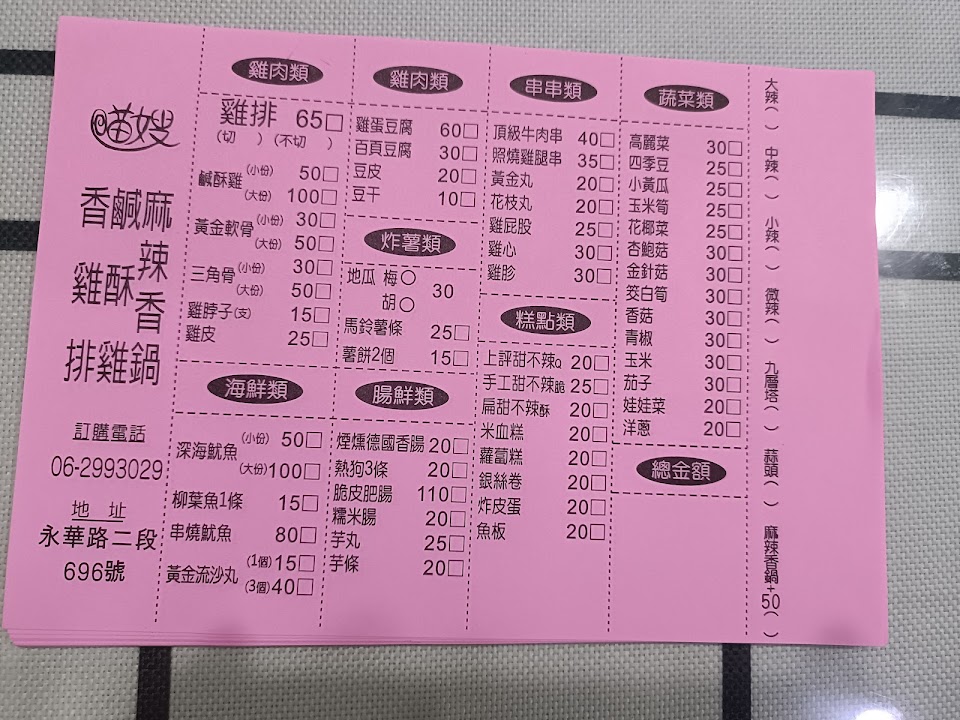 喵嫂
香鹹麻
辣
雞酥香
排雞鍋
訂購電話
06-2993029
地址
永華路二段
696號
雞肉類
雞排 65□
(切 ) (不切 )
鹹酥雞 (小份) 50□
(大份) 100□
黃金軟骨 (小份) 30□
(大份) 50□
三角骨 (小份) 30□
(大份) 50□
雞脖子(支) 15□
雞皮 25□
海鮮類
深海魷魚 (小份) 50□
(大份) 100□
柳葉魚1條 15□
串燒魷魚 80□
黃金流沙丸 (1個) 15□
(3個) 40□
雞肉類
雞蛋豆腐 60□
百頁豆腐 30□
豆皮 20□
豆干 10□
炸薯類
地瓜 梅○ 30
胡○
馬鈴薯條 25□
薯餅2個 15□
腸鮮類
煙燻德國香腸 20□
熱狗3條 20□
脆皮肥腸 110□
糯米腸 20□
芋丸 25□
芋條 20□
串串類
頂級牛肉串 40□
照燒雞腿串 35□
黃金丸 20□
花枝丸 20□
雞屁股 25□
雞心 30□
雞胗 30□
糕點類
上評甜不辣Q 20□
手工甜不辣脆 25□
扁甜不辣酥 20□
米血糕 20□
蘿蔔糕 20□
銀絲卷 20□
炸皮蛋 20□
魚板 20□
蔬菜類
高麗菜 30□
四季豆 25□
小黃瓜 25□
玉米筍 25□
花椰菜 25□
杏鮑菇 30□
金針菇 30□
筊白筍 30□
香菇 30□
青椒 30□
玉米 30□
茄子 30□
娃娃菜 20□
洋蔥 20□
總金額
大辣( ) 中辣( ) 小辣( ) 微辣( ) 九層塔( ) 蒜頭( ) 麻辣香鍋+50( )